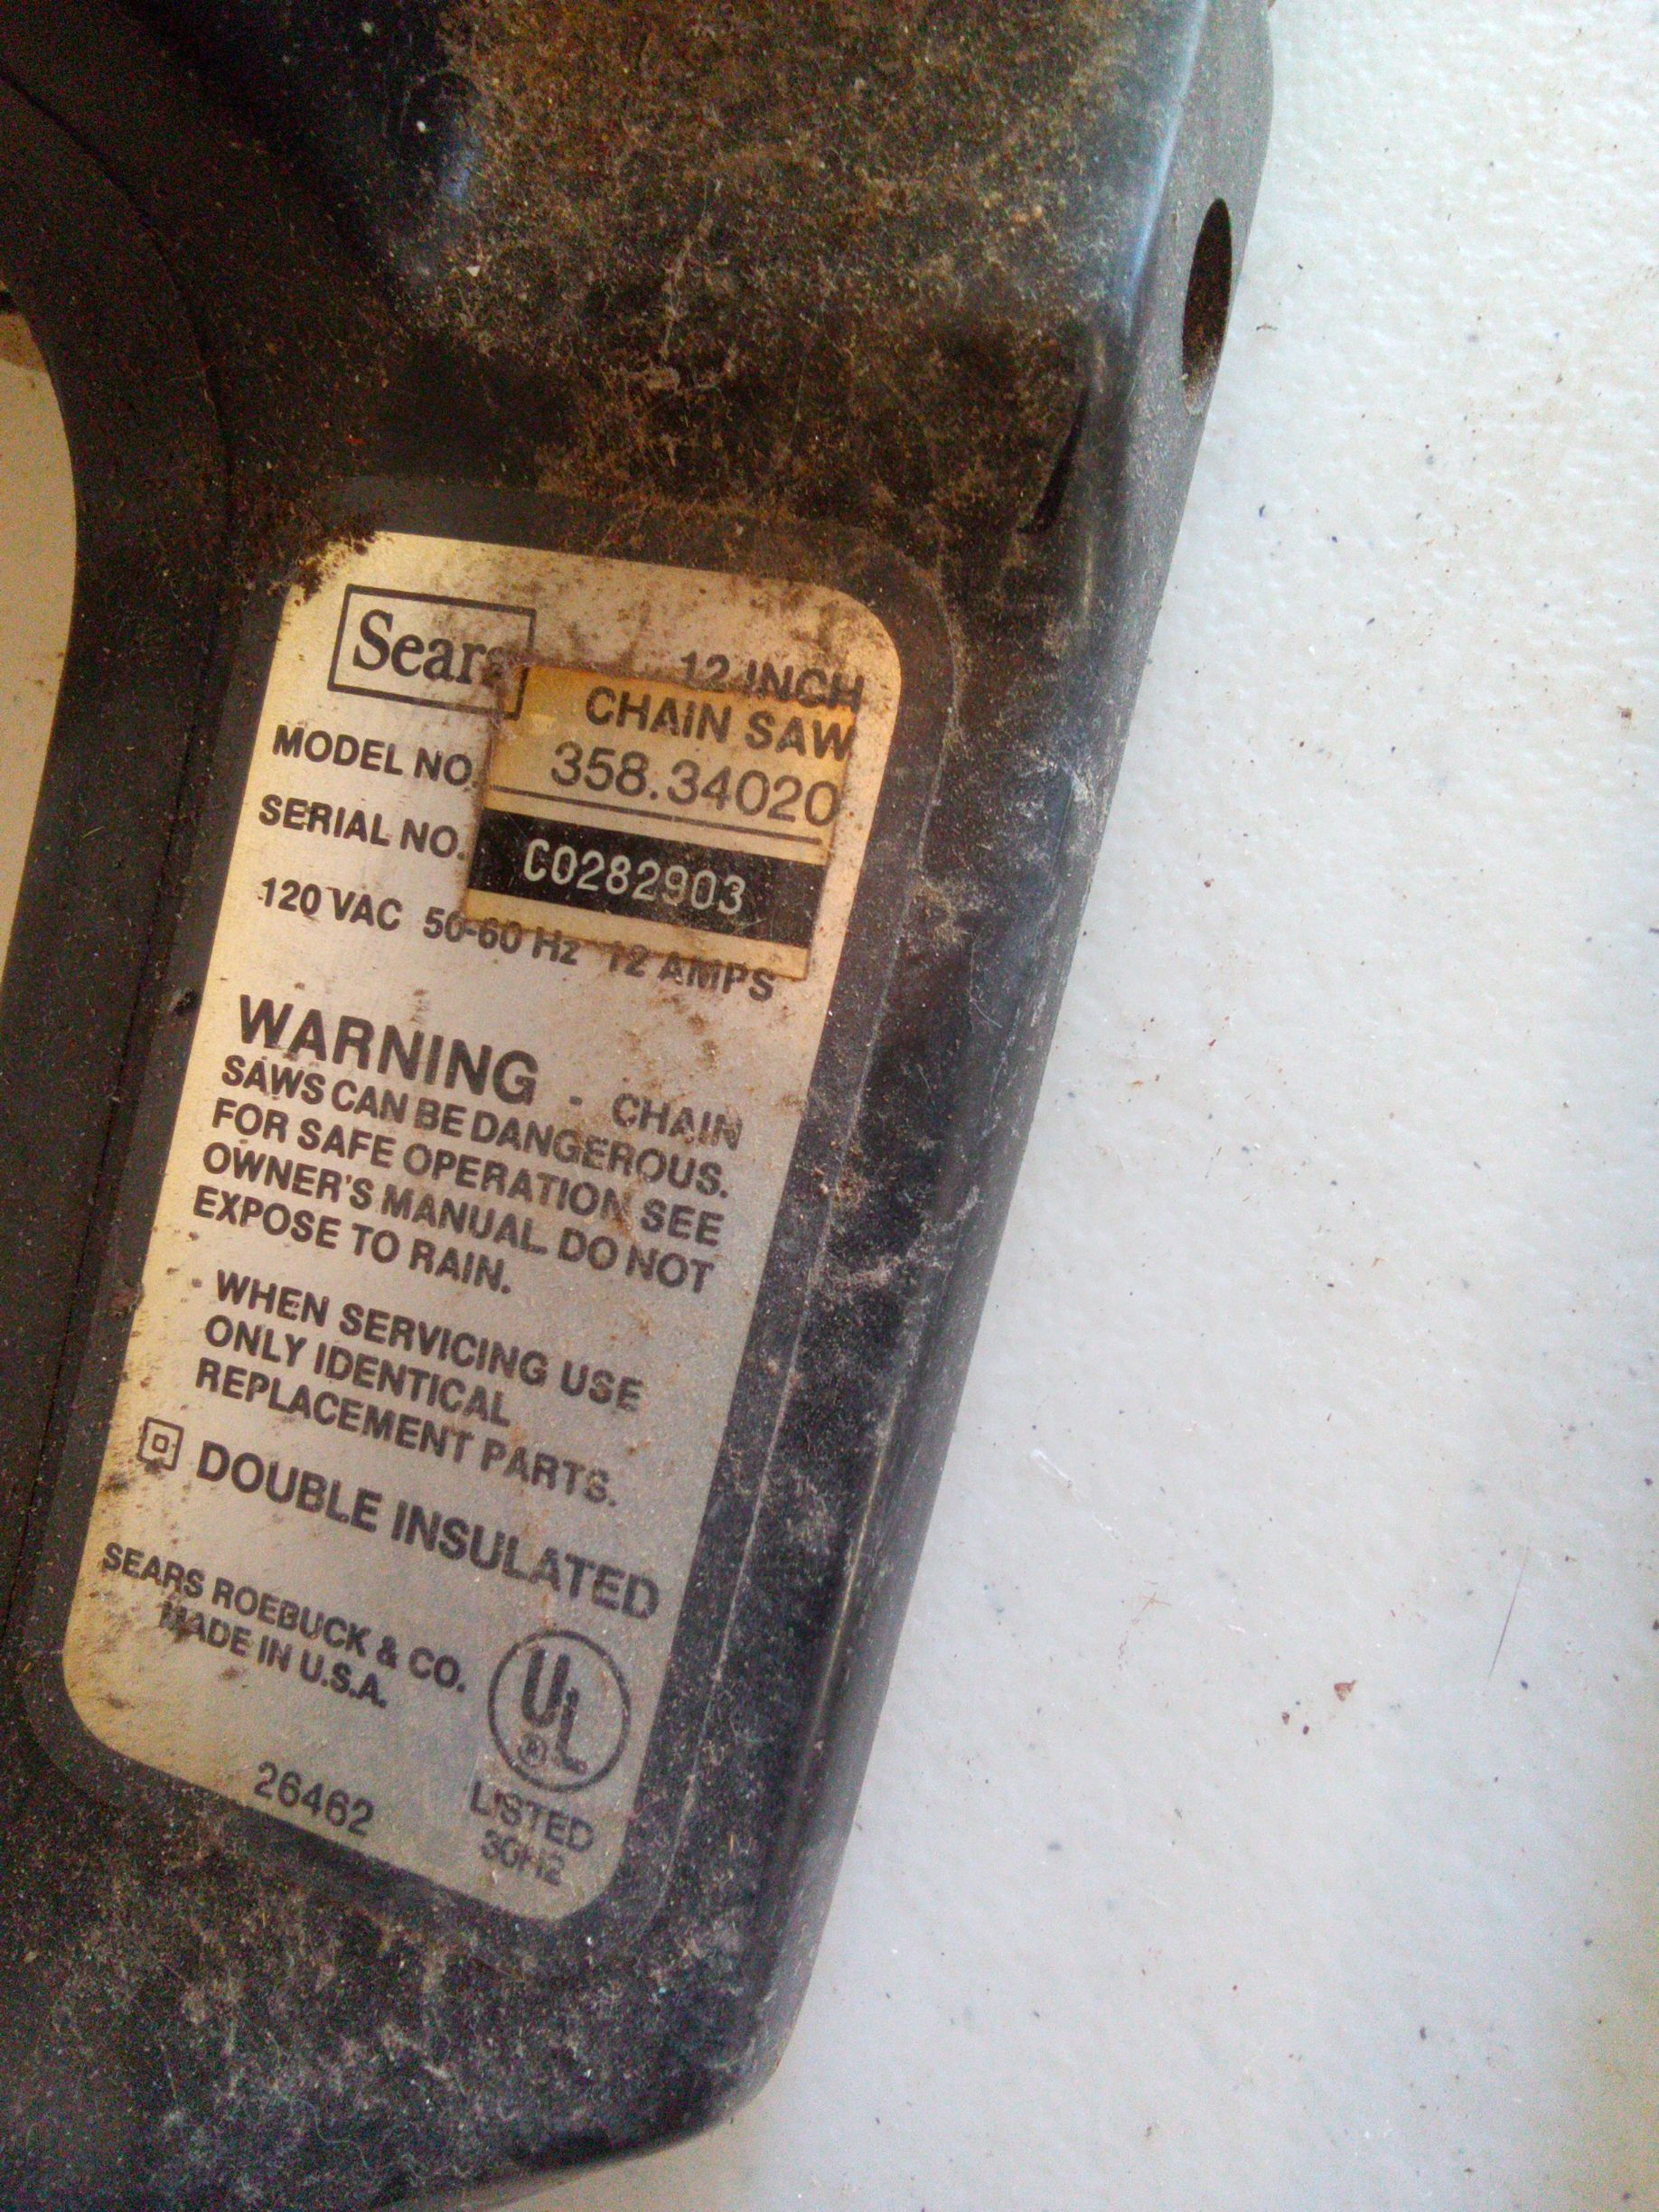 Sears
12 INCH
CHAIN SAW
MODEL NO. 358.34020
SERIAL NO. C0282903
120 VAC 50-60 Hz 12 AMPS
WARNING - CHAIN
SAWS CAN BE DANGEROUS.
FOR SAFE OPERATION SEE
OWNER'S MANUAL. DO NOT
EXPOSE TO RAIN.
WHEN SERVICING USE
ONLY IDENTICAL
REPLACEMENT PARTS.
DOUBLE INSULATED
SEARS ROEBUCK & CO.
MADE IN U.S.A.
UL
®
LISTED
30H2
26462